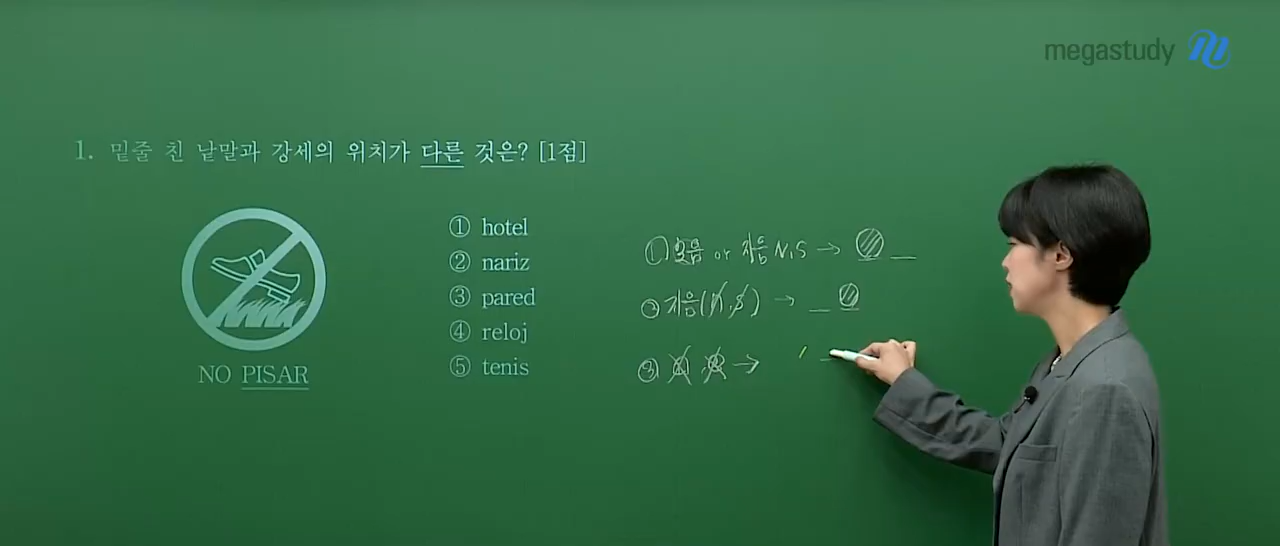 megastudy
1. 밑줄 친 낱말과 강세의 위치가 다른 것은? [1점]
NO PISAR
① hotel
② nariz
③ pared
④ reloj
⑤ tenis
① 모음 or 자음 N, S →
② 자음(n, s) →
③ ① ② →